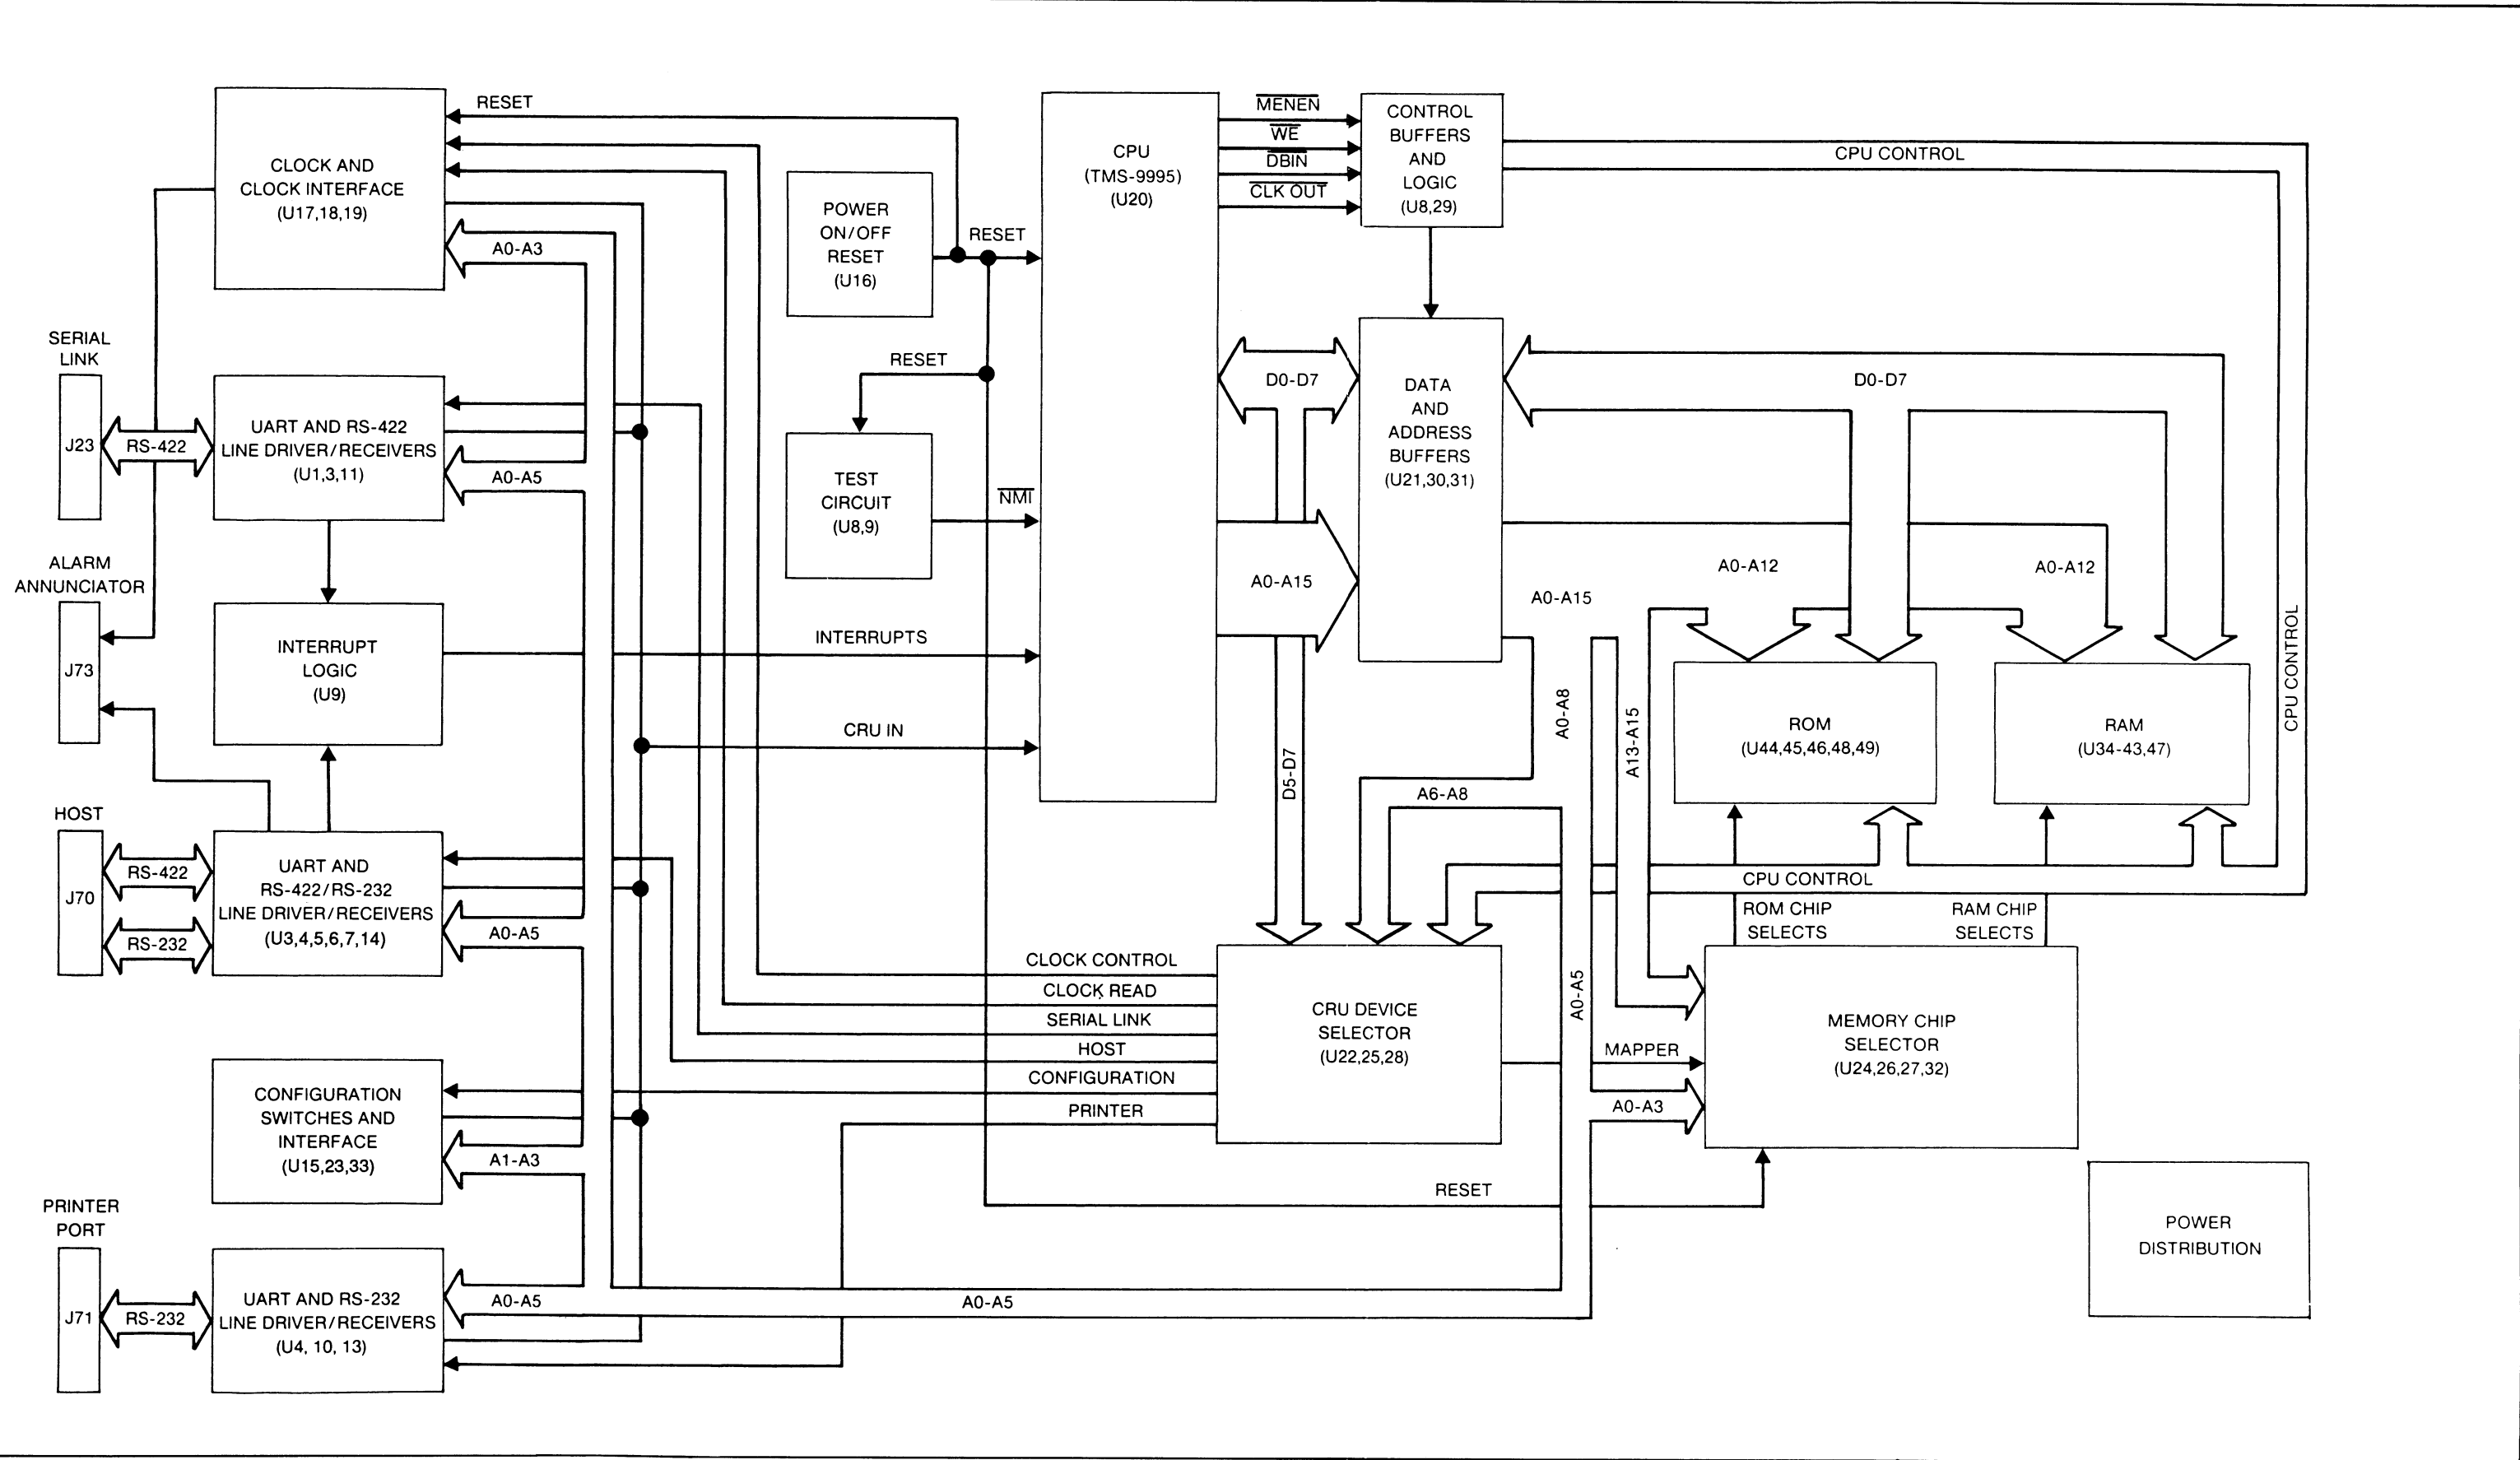 RESET
CLOCK AND
CLOCK INTERFACE
(U17,18,19)
A0-A3
POWER
ON/OFF
RESET
(U16)
RESET
CPU
(TMS-9995)
(U20)
MENEN
WE
DBIN
CLK OUT
CONTROL
BUFFERS
AND
LOGIC
(U8,29)
CPU CONTROL
SERIAL
LINK
J23
RS-422
UART AND RS-422
LINE DRIVER/RECEIVERS
(U1,3,11)
A0-A5
RESET
TEST
CIRCUIT
(U8,9)
NMI
D0-D7
DATA
AND
ADDRESS
BUFFERS
(U21,30,31)
D0-D7
A0-A15
A0-A15
A0-A12
A0-A12
ALARM
ANNUNCIATOR
J73
INTERRUPT
LOGIC
(U9)
INTERRUPTS
CRU IN
D5-D7
A0-A8
A13-A15
A6-A8
ROM
(U44,45,46,48,49)
RAM
(U34-43,47)
CPU CONTROL
HOST
J70
RS-422
RS-232
UART AND
RS-422/RS-232
LINE DRIVER/RECEIVERS
(U3,4,5,6,7,14)
A0-A5
CPU CONTROL
ROM CHIP
SELECTS
RAM CHIP
SELECTS
CLOCK CONTROL
CLOCK READ
SERIAL LINK
HOST
CONFIGURATION
PRINTER
CRU DEVICE
SELECTOR
(U22,25,28)
A0-A5
MAPPER
A0-A3
MEMORY CHIP
SELECTOR
(U24,26,27,32)
CONFIGURATION
SWITCHES AND
INTERFACE
(U15,23,33)
A1-A3
RESET
POWER
DISTRIBUTION
PRINTER
PORT
J71
RS-232
UART AND RS-232
LINE DRIVER/RECEIVERS
(U4, 10, 13)
A0-A5
A0-A5